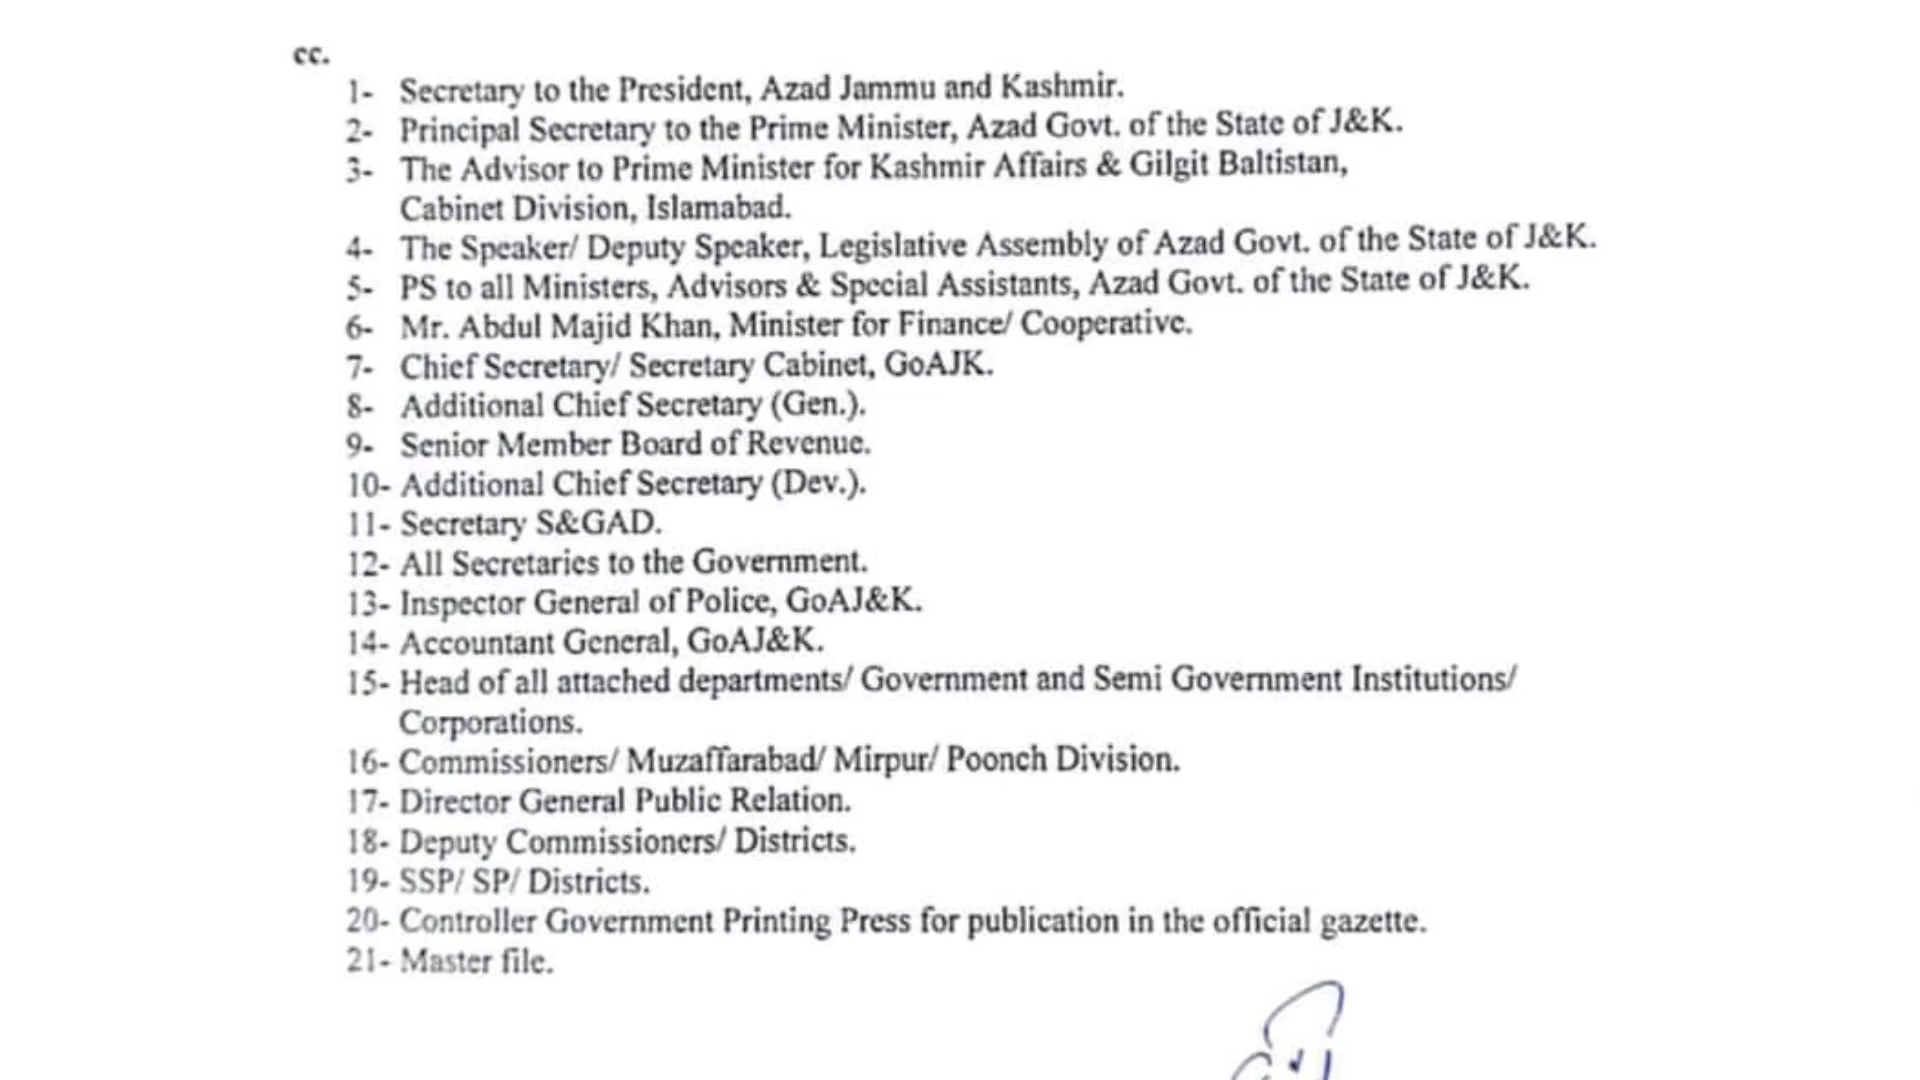 cc.
1- Secretary to the President, Azad Jammu and Kashmir.
2- Principal Secretary to the Prime Minister, Azad Govt. of the State of J&K.
3- The Advisor to Prime Minister for Kashmir Affairs & Gilgit Baltistan,
Cabinet Division, Islamabad.
4- The Speaker/ Deputy Speaker, Legislative Assembly of Azad Govt. of the State of J&K.
5- PS to all Ministers, Advisors & Special Assistants, Azad Govt. of the State of J&K.
6- Mr. Abdul Majid Khan, Minister for Finance/ Cooperative.
7- Chief Secretary/ Secretary Cabinet, GoAJK.
8- Additional Chief Secretary (Gen.).
9- Senior Member Board of Revenue.
10- Additional Chief Secretary (Dev.).
11- Secretary S&GAD.
12- All Secretaries to the Government.
13- Inspector General of Police, GoAJ&K.
14- Accountant General, GoAJ&K.
15- Head of all attached departments/ Government and Semi Government Institutions/
Corporations.
16- Commissioners/ Muzaffarabad/ Mirpur/ Poonch Division.
17- Director General Public Relation.
18- Deputy Commissioners/ Districts.
19- SSP/ SP/ Districts.
20- Controller Government Printing Press for publication in the official gazette.
21- Master file.